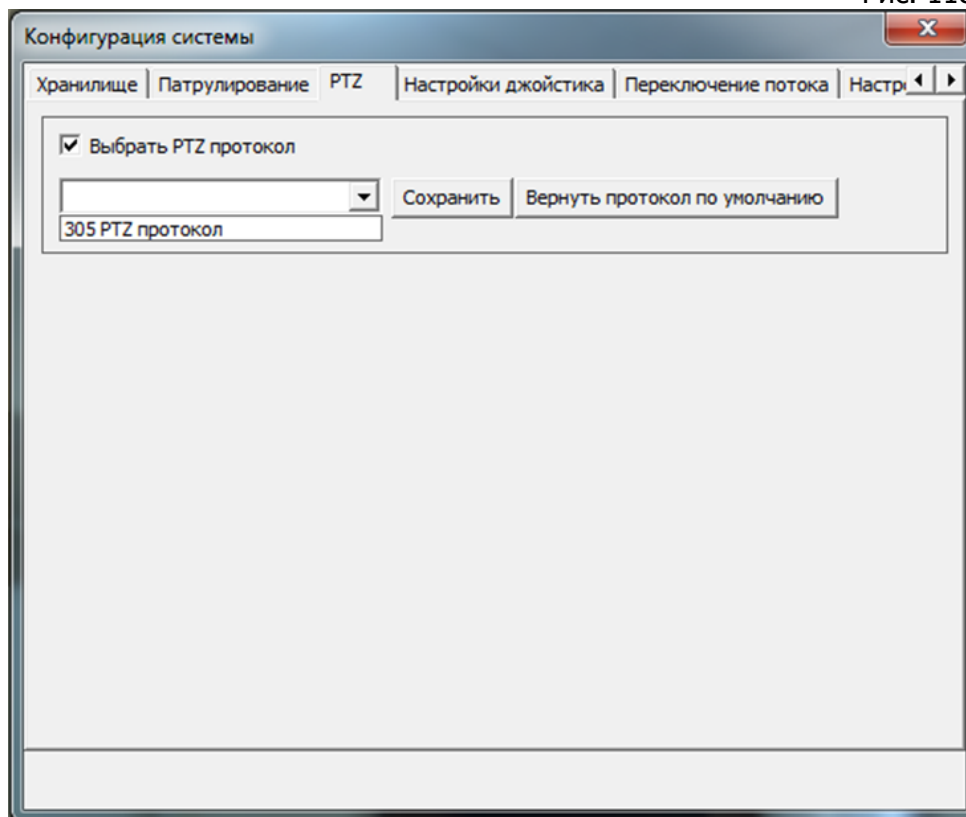 Конфигурация системы
Хранилище Патрулирование PTZ Настройки джойстика Переключение потока
Выбрать PTZ протокол
Сохранить Вернуть протокол по умолчанию
305 PTZ протокол